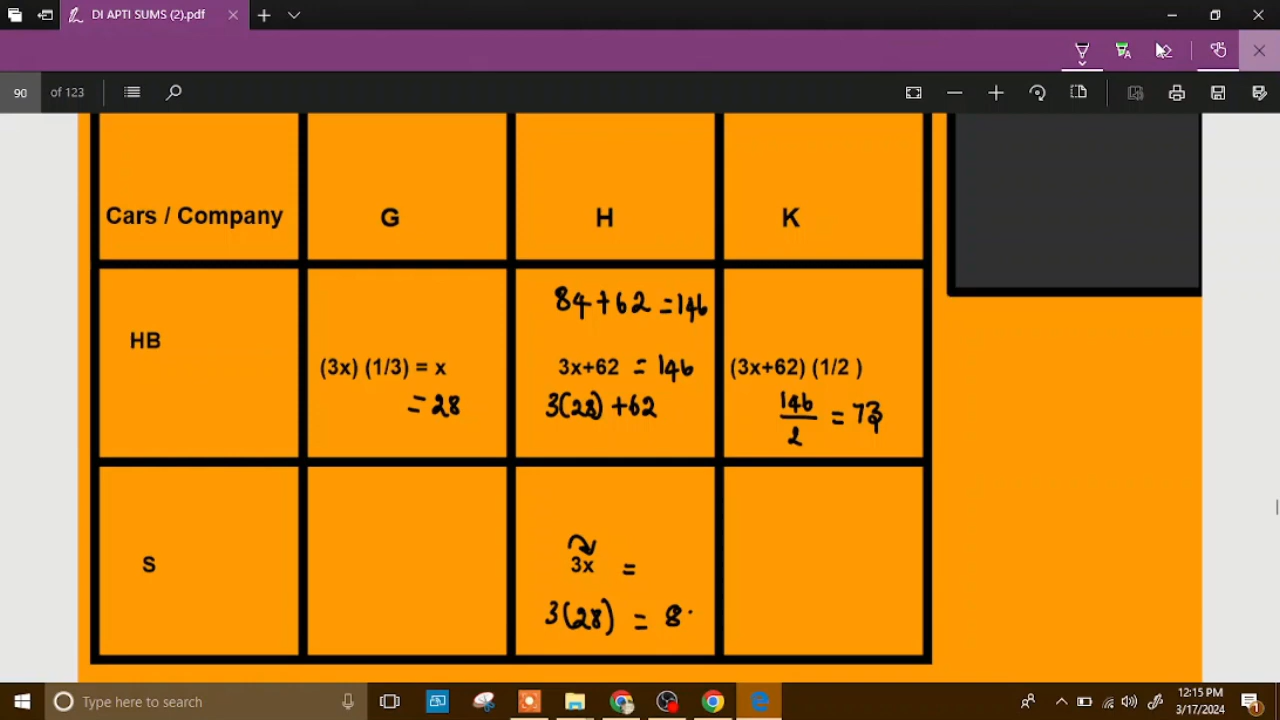 DI APTI SUMS (2).pdf
90 of 123
Cars / Company G H K
84+62 = 146
HB
(3x) (1/3) = x 3x+62 = 146 (3x+62) (1/2 )
= 28 3(28) +62 146/2 = 73
S
3x =
3(28) = 8
Type here to search
12:15 PM
3/17/2024